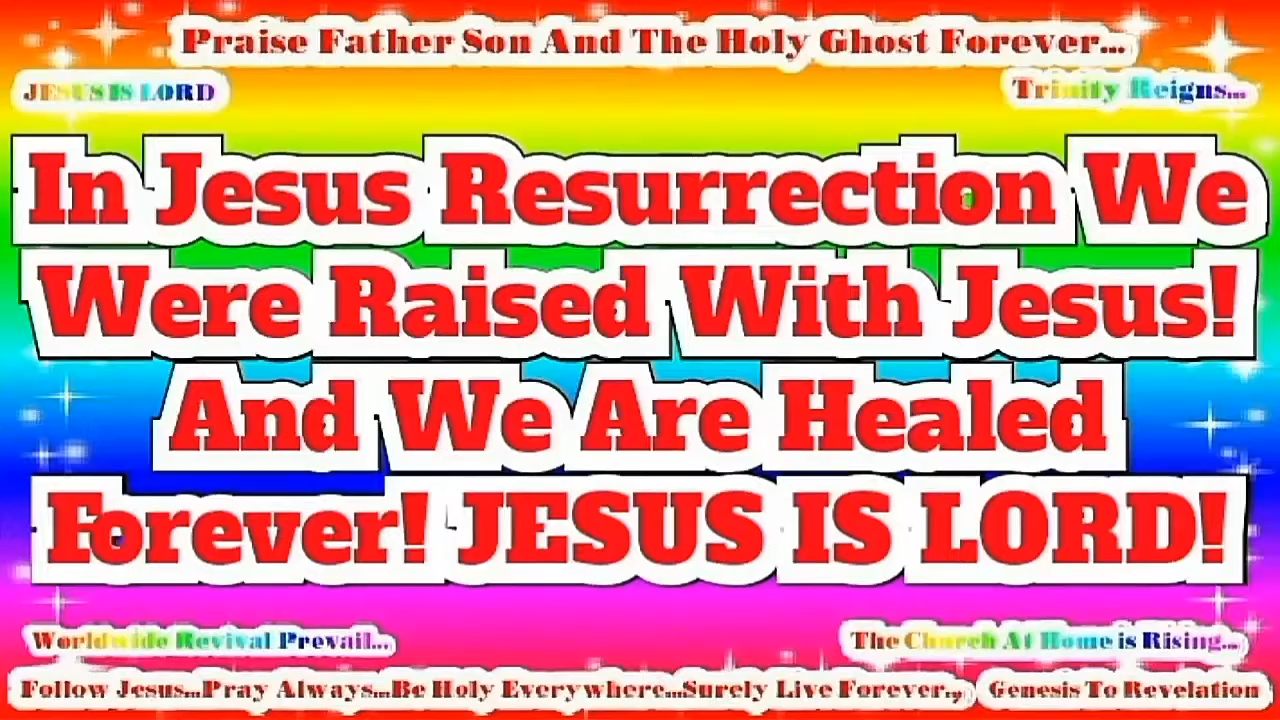 Praise Father Son And The Holy Ghost Forever...
JESUS IS LORD
Trinity Reigns...
In Jesus Resurrection We
Were Raised With Jesus!
And We Are Healed
Forever! JESUS IS LORD!
Worldwide Revival Prevail...
The Church At Home is Rising...
Follow Jesus...Pray Always...Be Holy Everywhere...Surely Live Forever.,, Genesis To Revelation